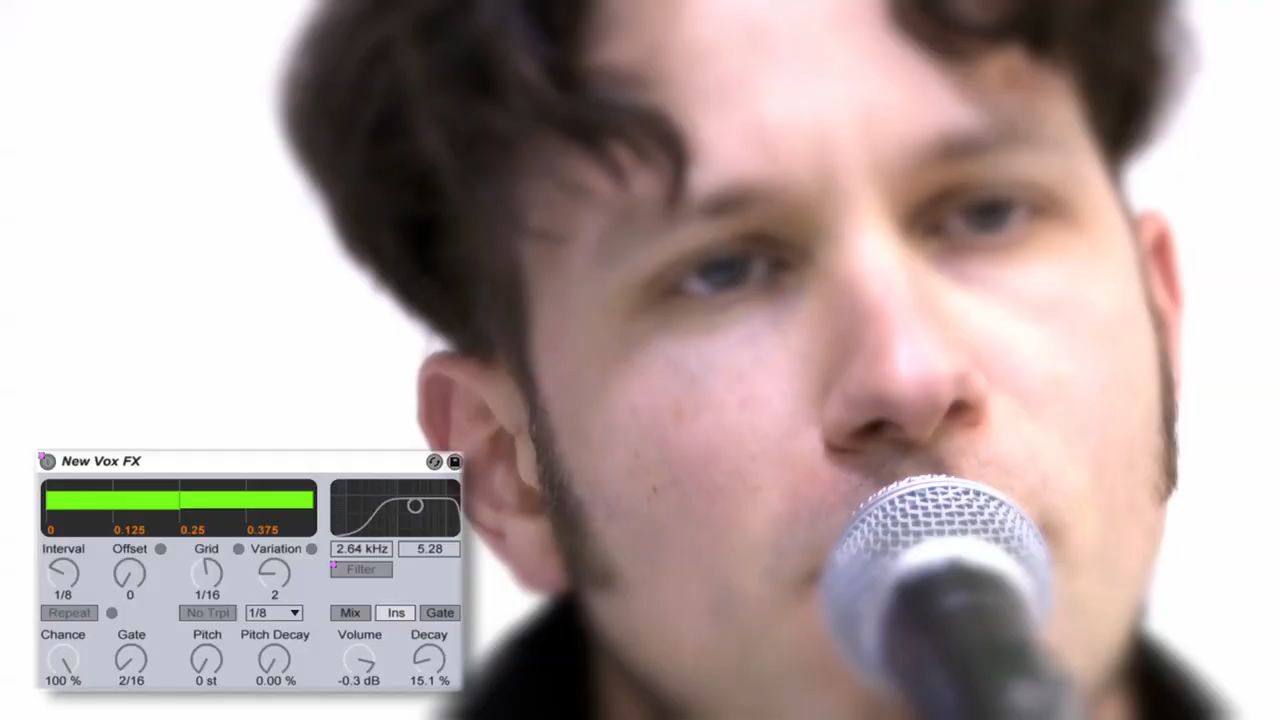 New Vox FX
0 0.125 0.25 0.375
Interval Offset Grid Variation 2.64 kHz 5.28
Filter
1/8 0 1/16 2
Repeat No Trpl 1/8 Mix Ins Gate
Chance Gate Pitch Pitch Decay Volume Decay
100 % 2/16 0 st 0.00 % -0.3 dB 15.1 %